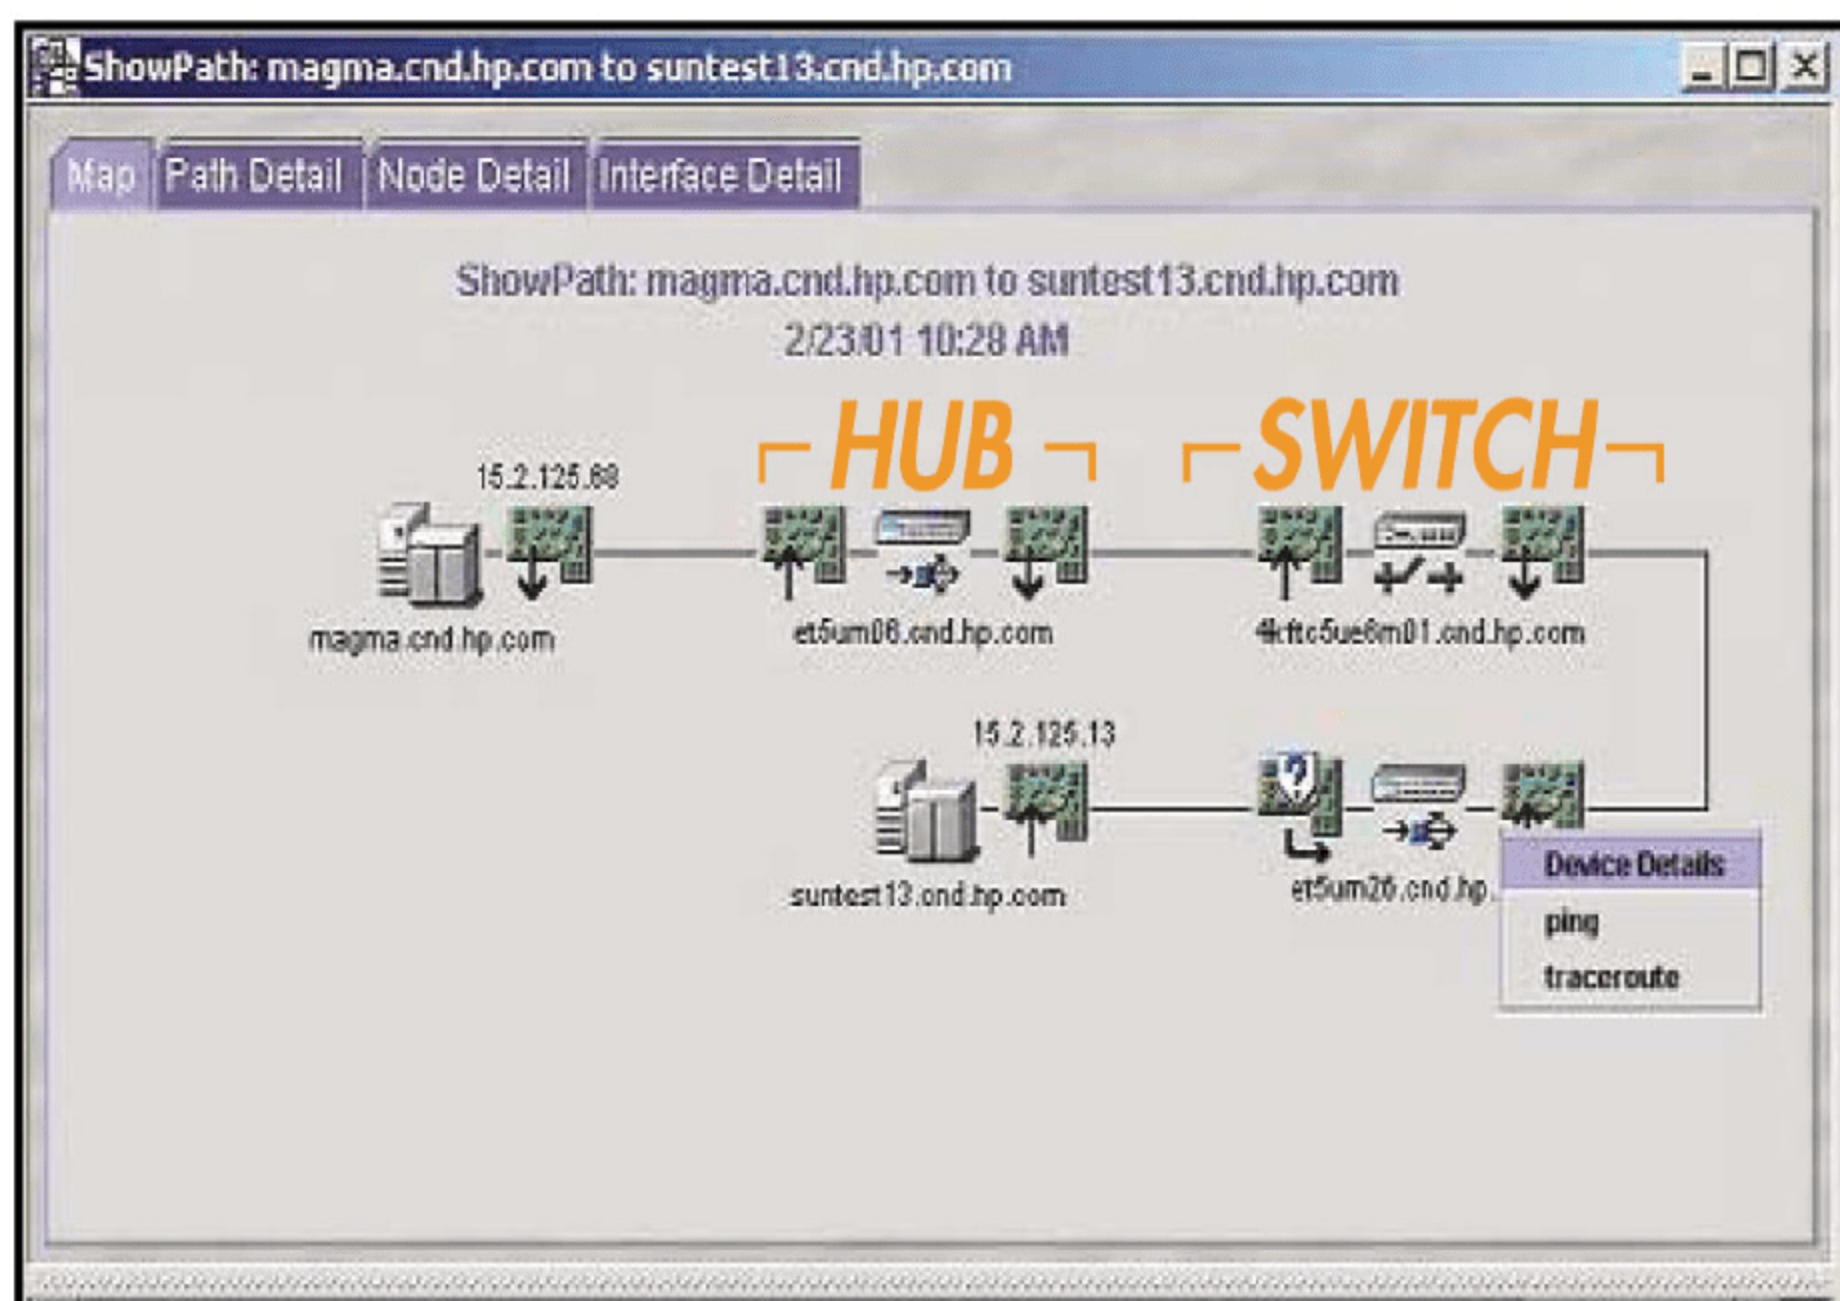 ShowPath: magma.cnd.hp.com to suntest13.cnd.hp.com
Map Path Detail Node Detail Interface Detail
ShowPath: magma.cnd.hp.com to suntest13.cnd.hp.com
2/23/01 10:28 AM
HUB SWITCH
15.2.125.68
magma.cnd.hp.com et5um06.cnd.hp.com 4kftc5ue6m01.cnd.hp.com
15.2.125.13
suntest13.cnd.hp.com et5um26.cnd.hp.
Device Details
ping
traceroute